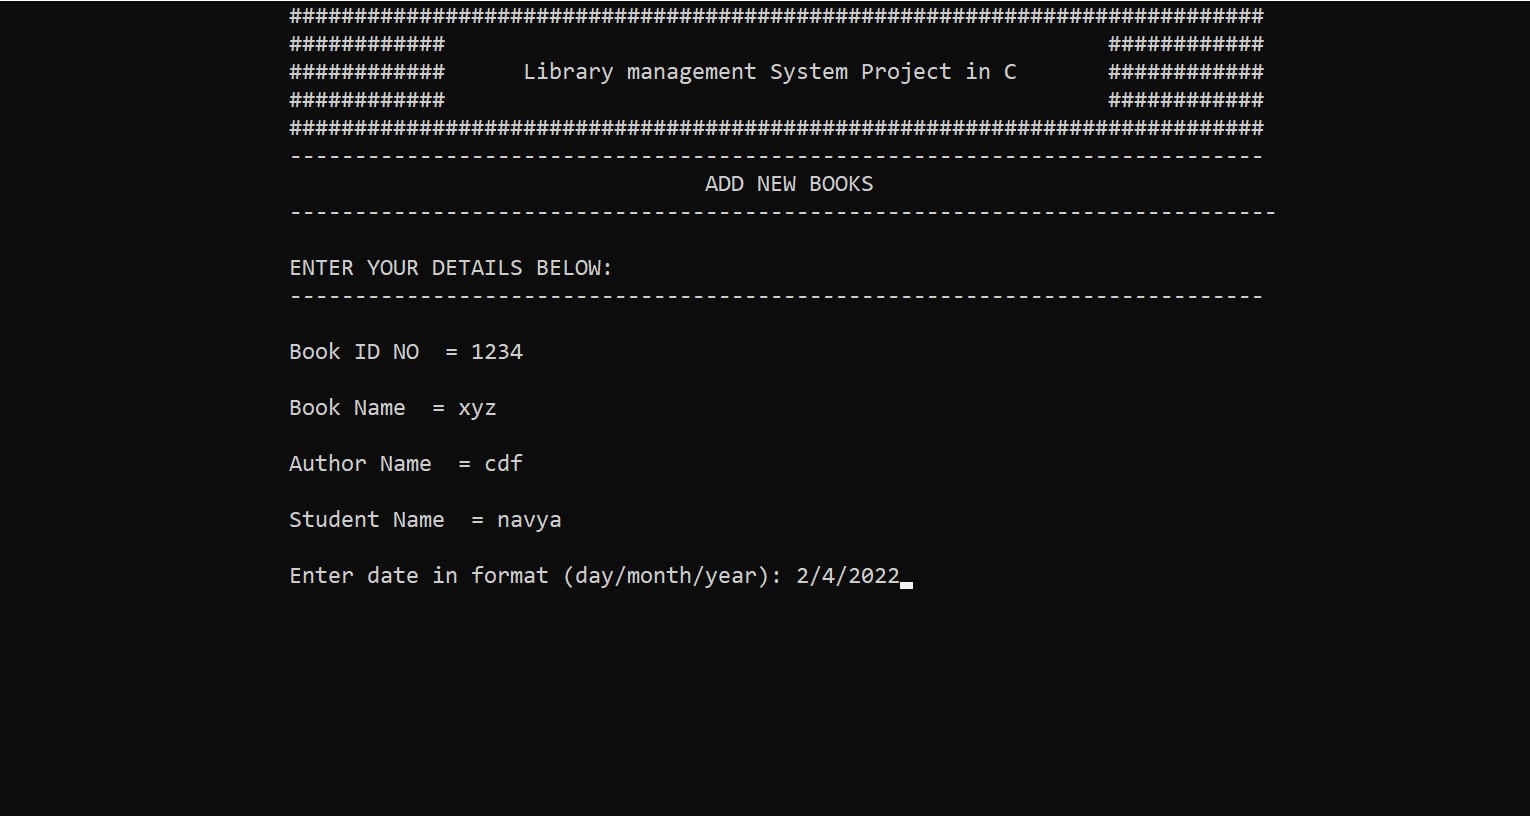 ###########################################################################
############                                                   ############
############      Library management System Project in C       ############
############                                                   ############
###########################################################################
---------------------------------------------------------------------------
ADD NEW BOOKS
----------------------------------------------------------------------------
ENTER YOUR DETAILS BELOW:
---------------------------------------------------------------------------
Book ID NO  = 1234
Book Name  = xyz
Author Name  = cdf
Student Name  = navya
Enter date in format (day/month/year): 2/4/2022